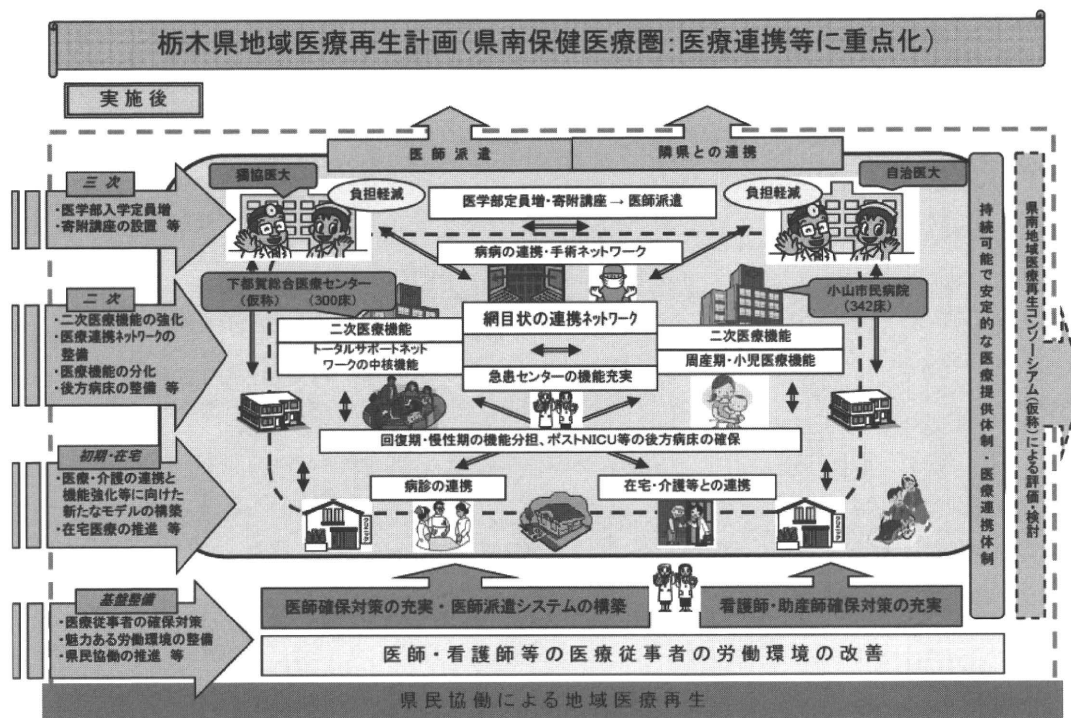 栃木県地域医療再生計画(県南保健医療圏:医療連携等に重点化)
実施後
医師派遣
隣県との連携
三次
・医学部入学定員増
・寄附講座の設置 等
獨協医大
負担軽減
医学部定員増・寄附講座 → 医師派遣
負担軽減
自治医大
病病の連携・手術ネットワーク
二次
・二次医療機能の強化
・医療連携ネットワークの
整備
・医療機能の分化
・後方病床の整備 等
下都賀総合医療センター
(仮称) (300床)
小山市民病院
(342床)
網目状の連携ネットワーク
二次医療機能
トータルサポートネット
ワークの中核機能
二次医療機能
周産期・小児医療機能
急患センターの機能充実
回復期・慢性期の機能分担、ポストNICU等の後方病床の確保
初期・在宅
・医療・介護の連携と
機能強化等に向けた
新たなモデルの構築
・在宅医療の推進 等
病診の連携
在宅・介護等との連携
持続可能で安定的な医療提供体制・医療連携体制
県南地域医療再生コンソーシアム(仮称)による評価・検討
基盤整備
・医療従事者の確保対策
・魅力ある労働環境の整備
・県民協働の推進 等
医師確保対策の充実・医師派遣システムの構築
看護師・助産師確保対策の充実
医師・看護師等の医療従事者の労働環境の改善
県民協働による地域医療再生